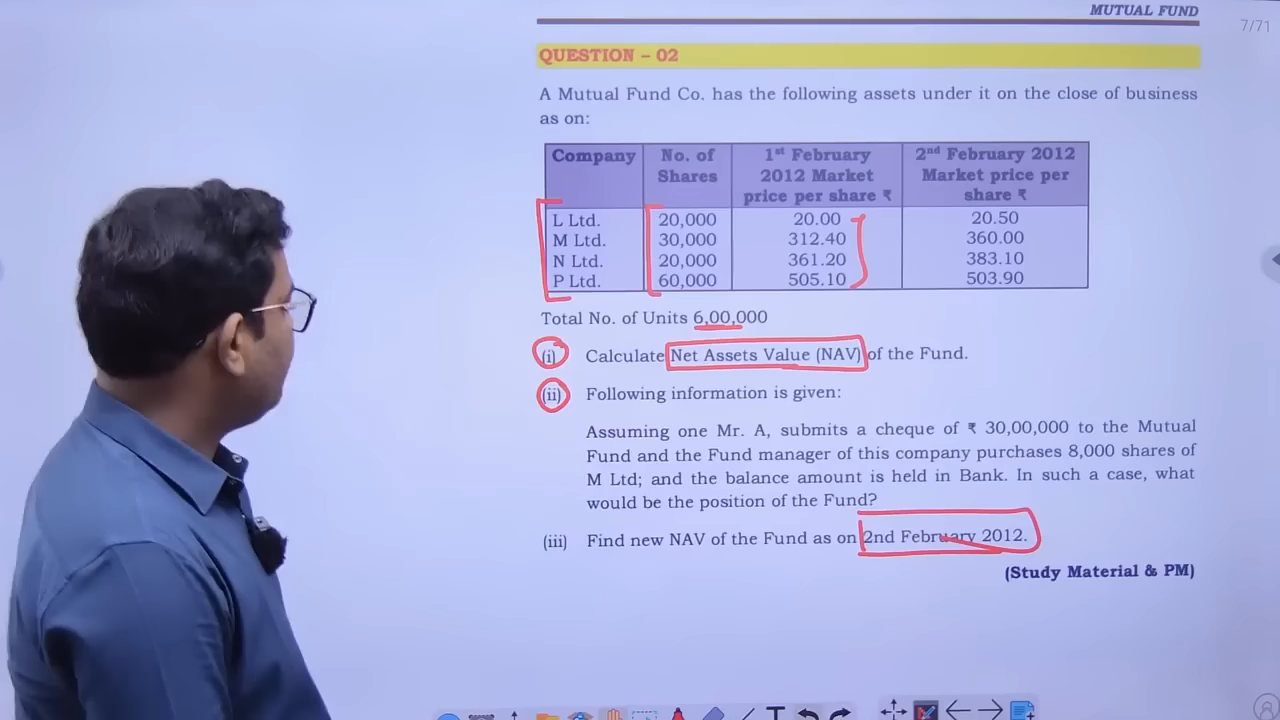 MUTUAL FUND
7/71
QUESTION – 02
A Mutual Fund Co. has the following assets under it on the close of business
as on:
Company No. of Shares 1st February 2012 Market price per share ₹ 2nd February 2012 Market price per share ₹
L Ltd. 20,000 20.00 20.50
M Ltd. 30,000 312.40 360.00
N Ltd. 20,000 361.20 383.10
P Ltd. 60,000 505.10 503.90
Total No. of Units 6,00,000
(i) Calculate Net Assets Value (NAV) of the Fund.
(ii) Following information is given:
Assuming one Mr. A, submits a cheque of ₹ 30,00,000 to the Mutual
Fund and the Fund manager of this company purchases 8,000 shares of
M Ltd; and the balance amount is held in Bank. In such a case, what
would be the position of the Fund?
(iii) Find new NAV of the Fund as on 2nd February 2012.
(Study Material & PM)